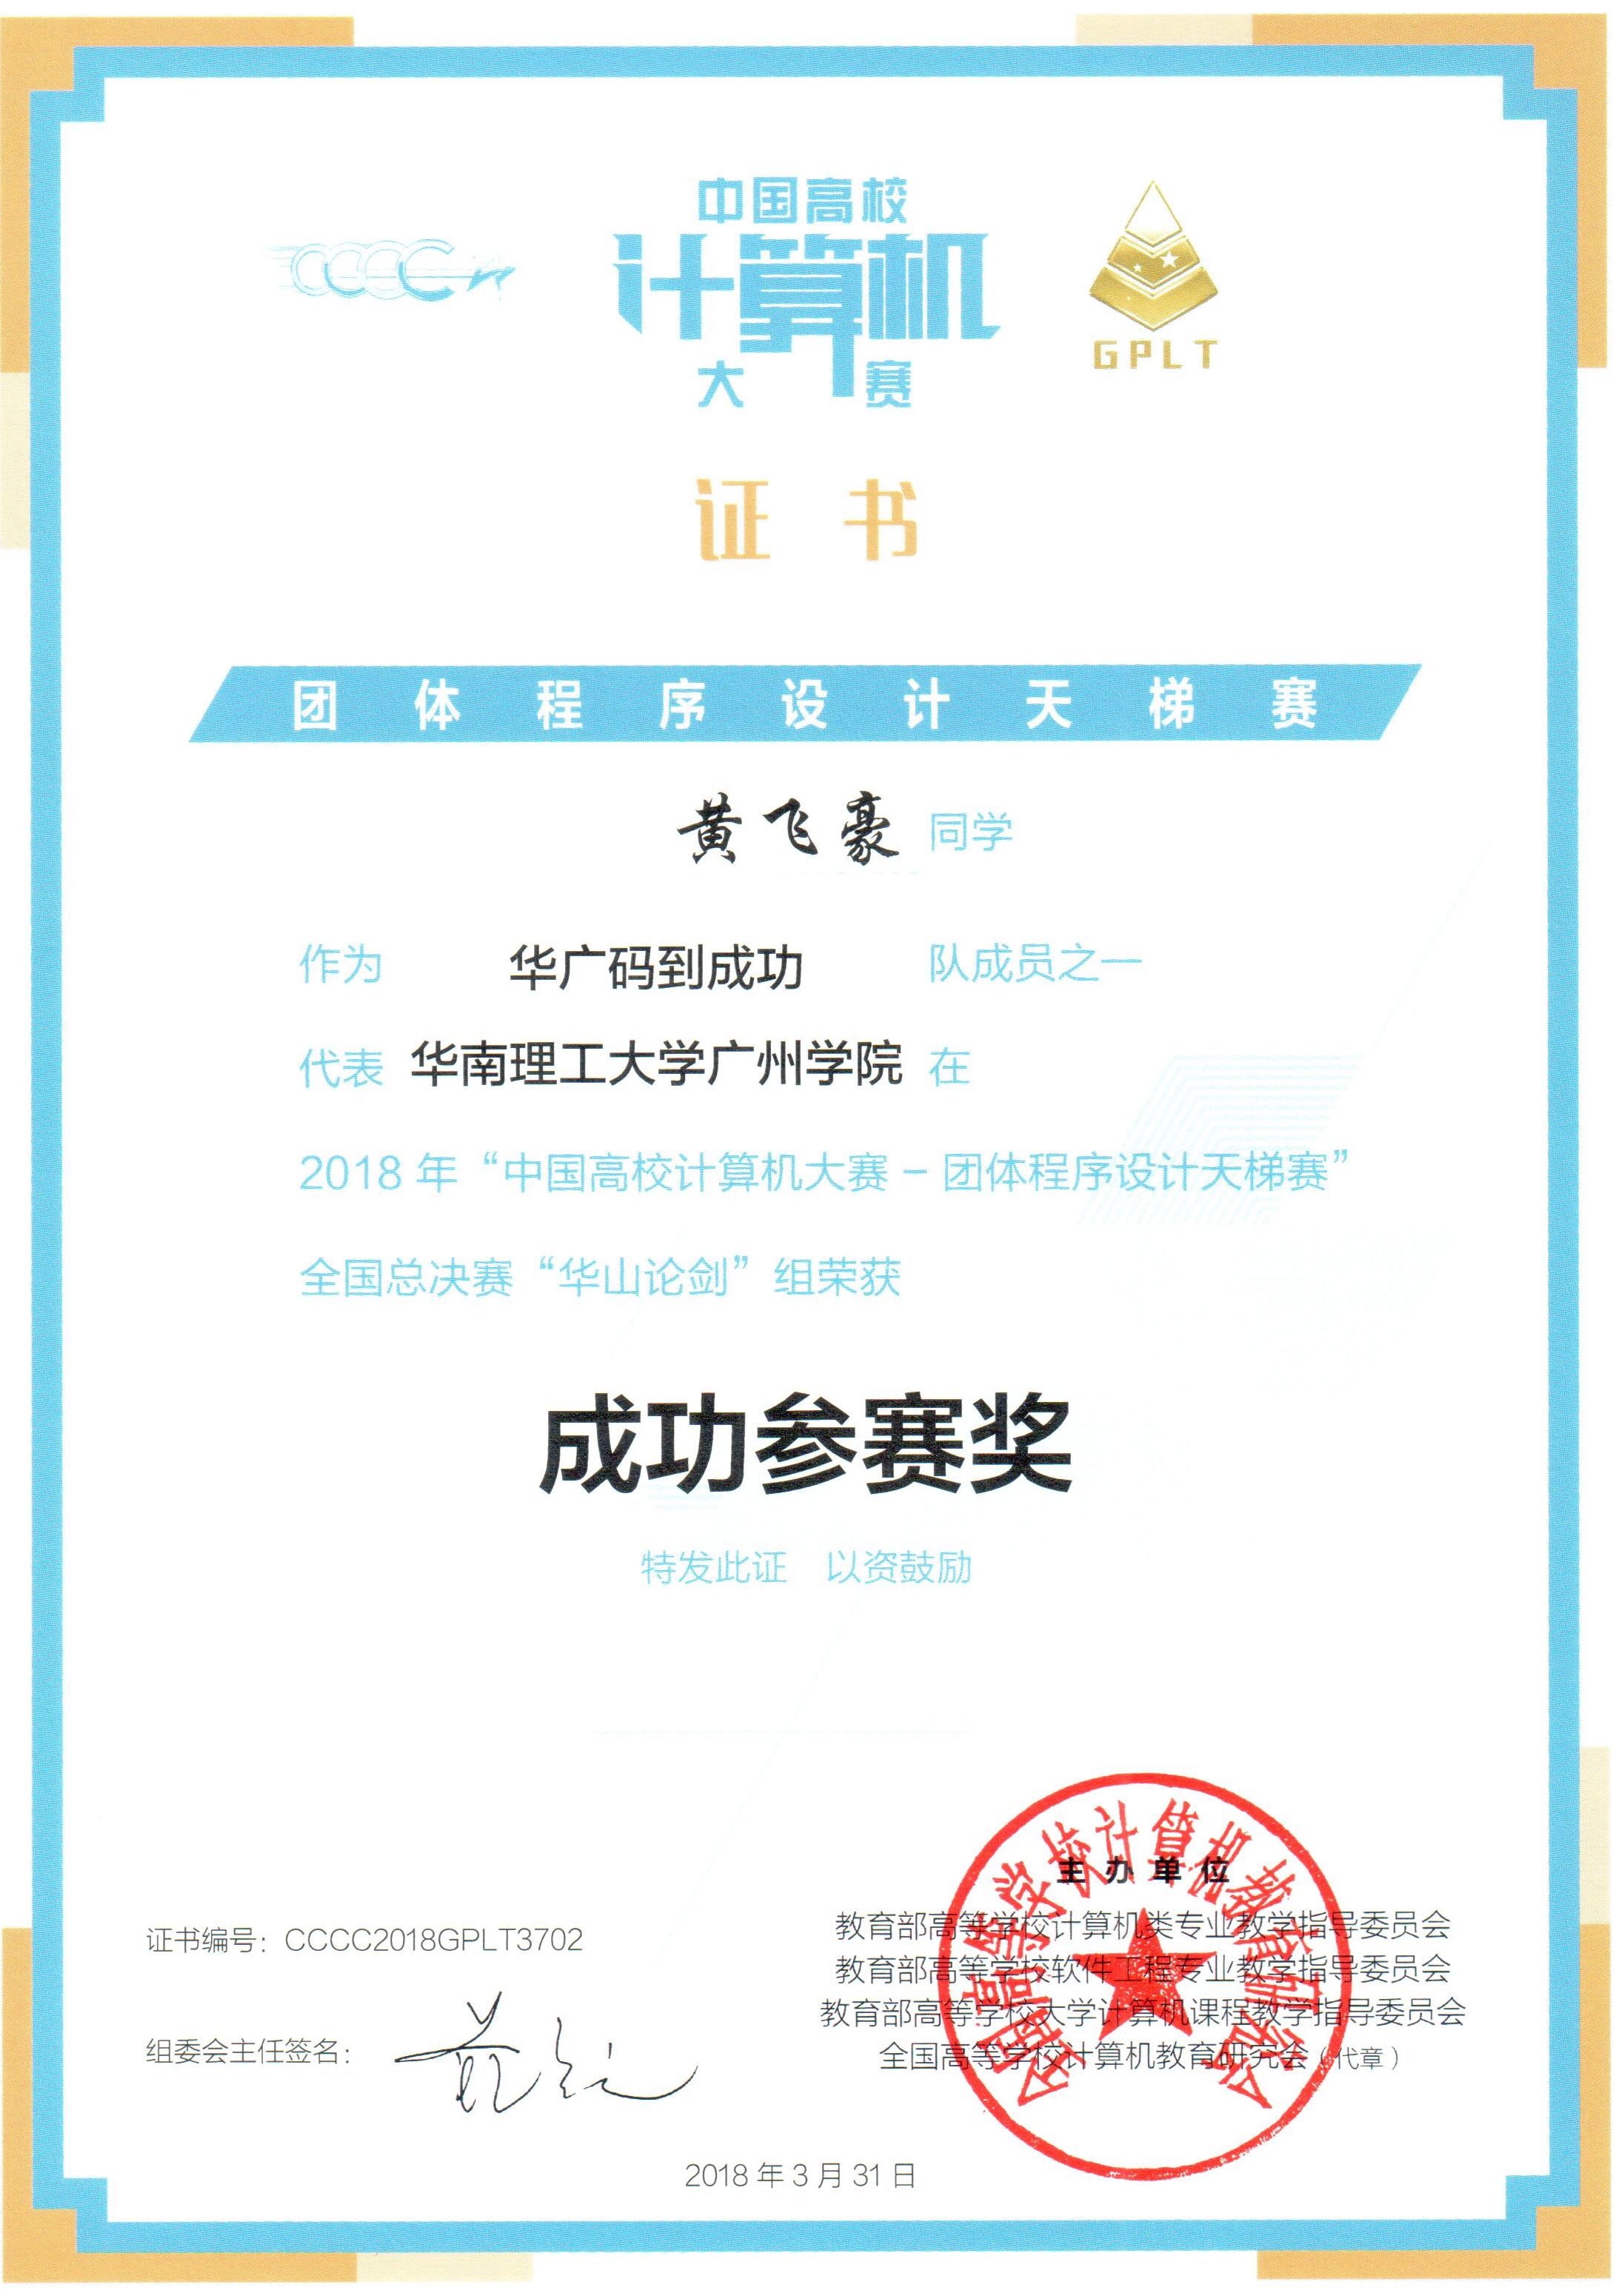 CCCC
中国高校
计算机
大赛
GPLT
证书
团体程序设计天梯赛
黄飞豪 同学
作为 华广码到成功 队成员之一
代表 华南理工大学广州学院 在
2018 年“中国高校计算机大赛 – 团体程序设计天梯赛”
全国总决赛“华山论剑”组荣获
成功参赛奖
特发此证 以资鼓励
主办单位
教育部高等学校计算机类专业教学指导委员会
教育部高等学校软件工程专业教学指导委员会
教育部高等学校大学计算机课程教学指导委员会
全国高等学校计算机教育研究会（代章）
全国高等学校计算机教育研究会
证书编号：CCCC2018GPLT3702
组委会主任签名：
2018 年 3 月 31 日